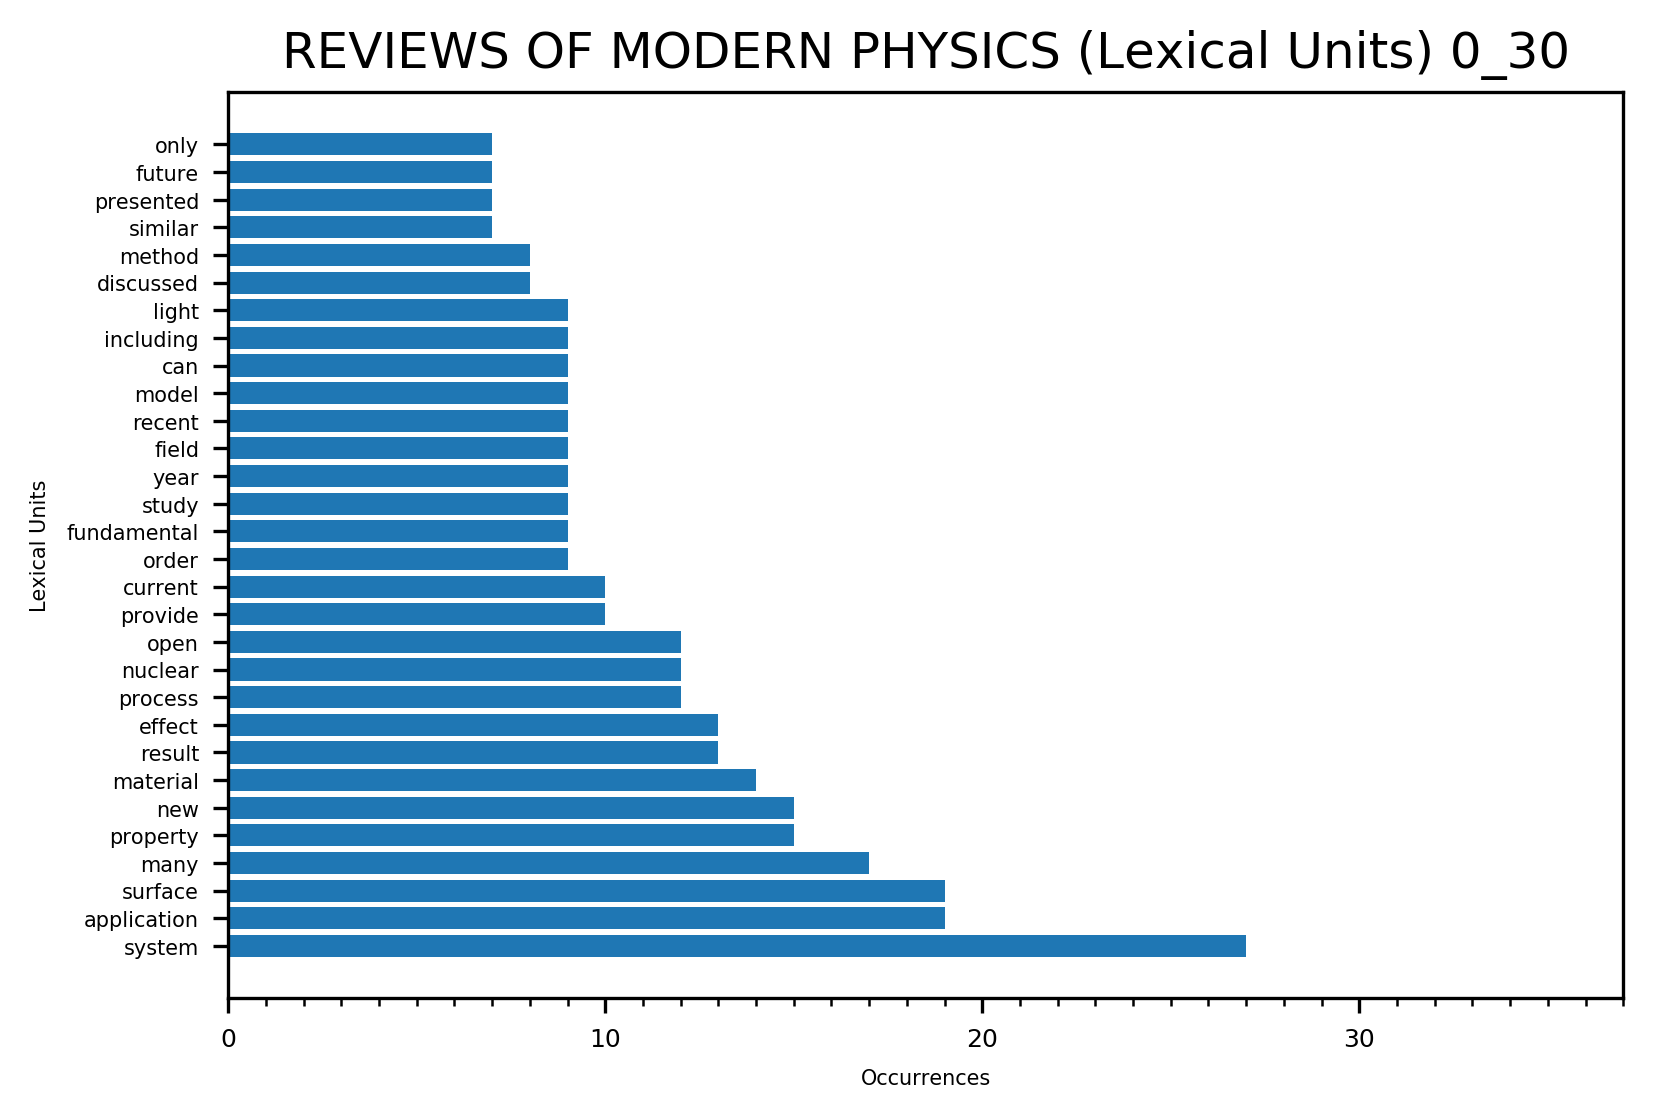 REVIEWS OF MODERN PHYSICS (Lexical Units) 0_30
only
future
presented
similar
method
discussed
light
including
can
model
recent
field
year
study
fundamental
order
current
provide
open
nuclear
process
effect
result
material
new
property
many
surface
application
system
Lexical Units
0 10 20 30
Occurrences